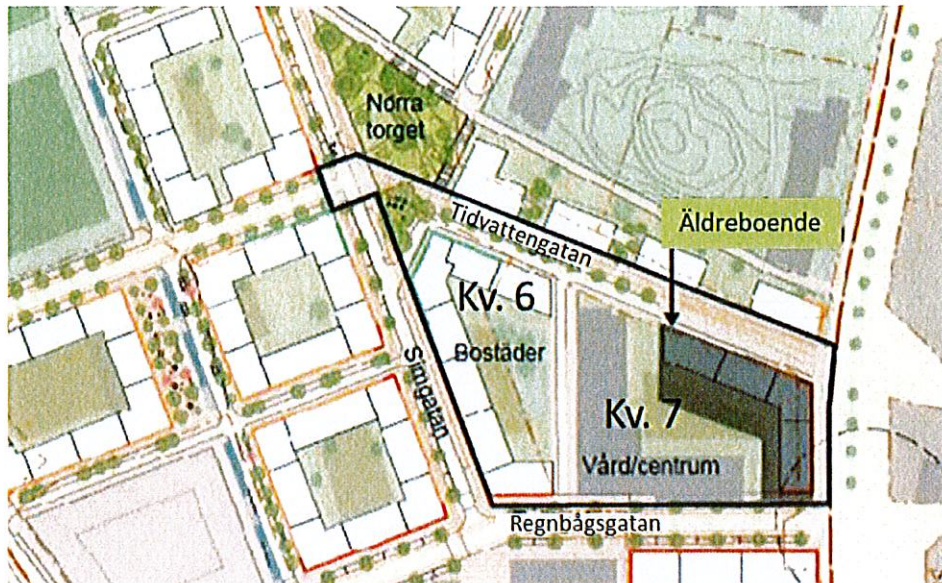 Norra
torget
Tidvattengatan
Äldreboende
Kv. 6
Bostäder
Simgatan
Kv. 7
Vård/centrum
Regnbågsgatan